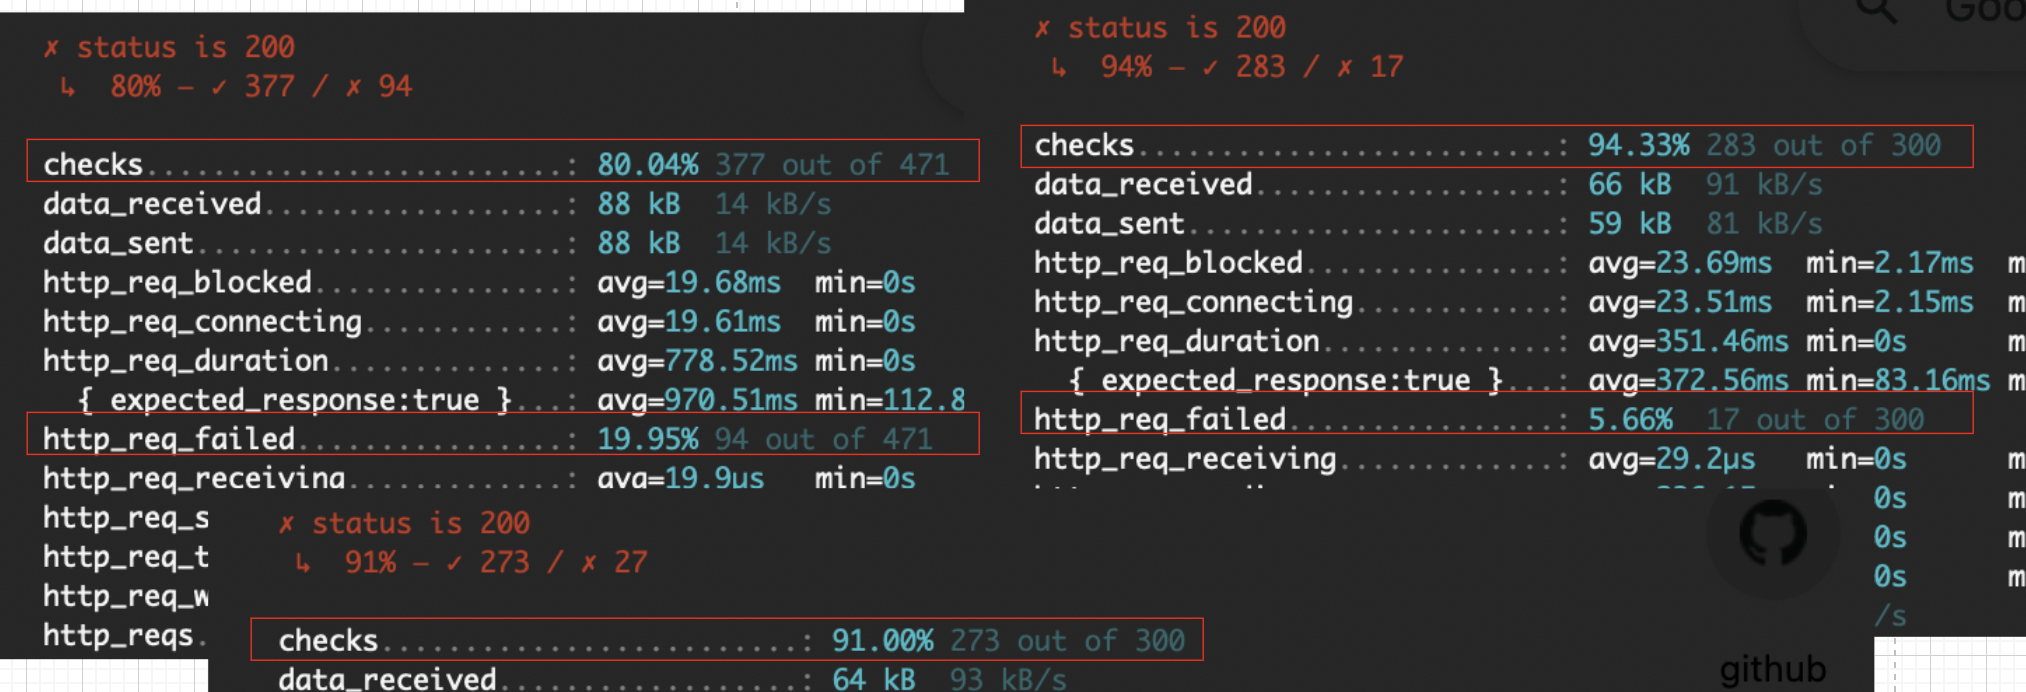 ✗ status is 200
↳ 80% — ✓ 377 / ✗ 94
checks...........................: 80.04% 377 out of 471
data_received....................: 88 kB 14 kB/s
data_sent........................: 88 kB 14 kB/s
http_req_blocked.................: avg=19.68ms min=0s
http_req_connecting..............: avg=19.61ms min=0s
http_req_duration................: avg=778.52ms min=0s
{ expected_response:true }.....: avg=970.51ms min=112.8
http_req_failed..................: 19.95% 94 out of 471
http_req_receiving...............: avg=19.9µs min=0s
http_req_s
http_req_t
http_req_w
http_reqs.
✗ status is 200
↳ 94% — ✓ 283 / ✗ 17
checks...........................: 94.33% 283 out of 300
data_received....................: 66 kB 91 kB/s
data_sent........................: 59 kB 81 kB/s
http_req_blocked.................: avg=23.69ms min=2.17ms m
http_req_connecting..............: avg=23.51ms min=2.15ms m
http_req_duration................: avg=351.46ms min=0s m
{ expected_response:true }.....: avg=372.56ms min=83.16ms m
http_req_failed..................: 5.66% 17 out of 300
http_req_receiving...............: avg=29.2µs min=0s m
0s m
0s m
0s m
/s
✗ status is 200
↳ 91% — ✓ 273 / ✗ 27
checks...........................: 91.00% 273 out of 300
data_received....................: 64 kB 93 kB/s
Goo
github